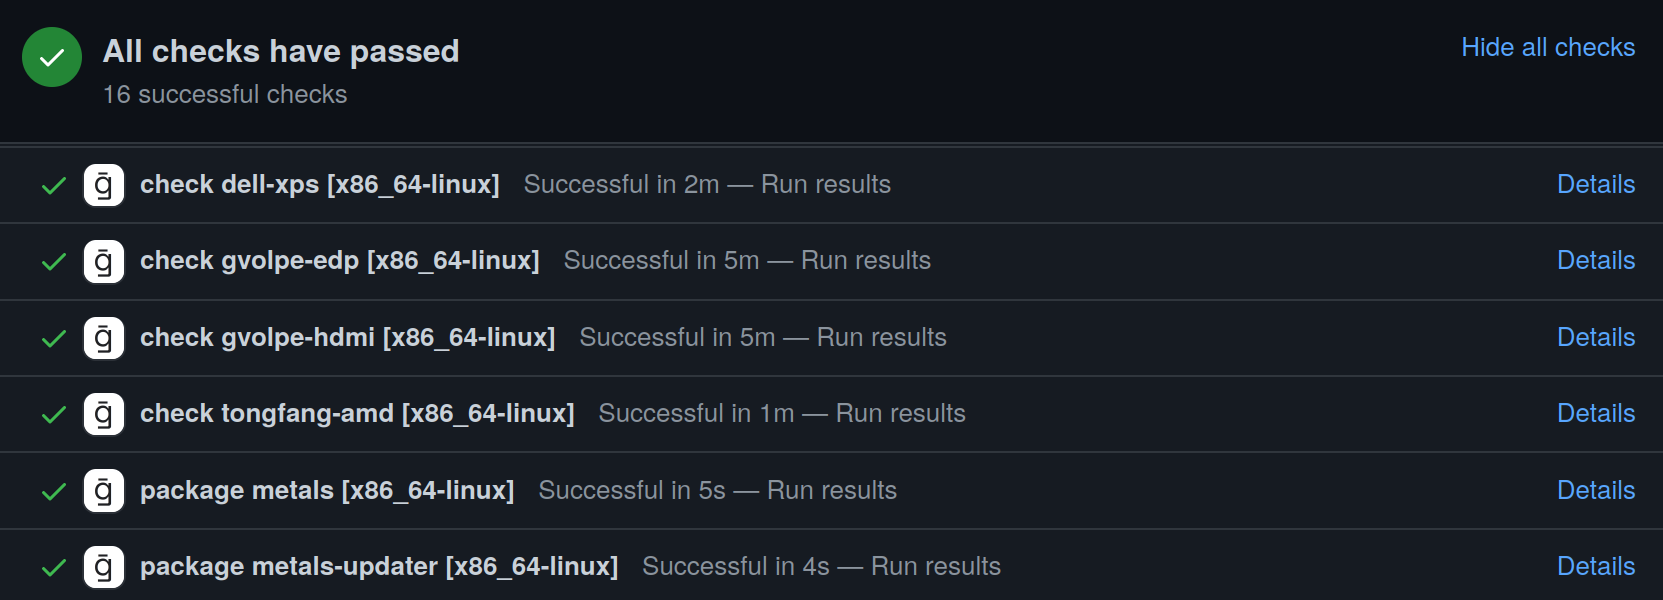 All checks have passed
Hide all checks
16 successful checks
ḡ check dell-xps [x86_64-linux] Successful in 2m — Run results Details
ḡ check gvolpe-edp [x86_64-linux] Successful in 5m — Run results Details
ḡ check gvolpe-hdmi [x86_64-linux] Successful in 5m — Run results Details
ḡ check tongfang-amd [x86_64-linux] Successful in 1m — Run results Details
ḡ package metals [x86_64-linux] Successful in 5s — Run results Details
ḡ package metals-updater [x86_64-linux] Successful in 4s — Run results Details